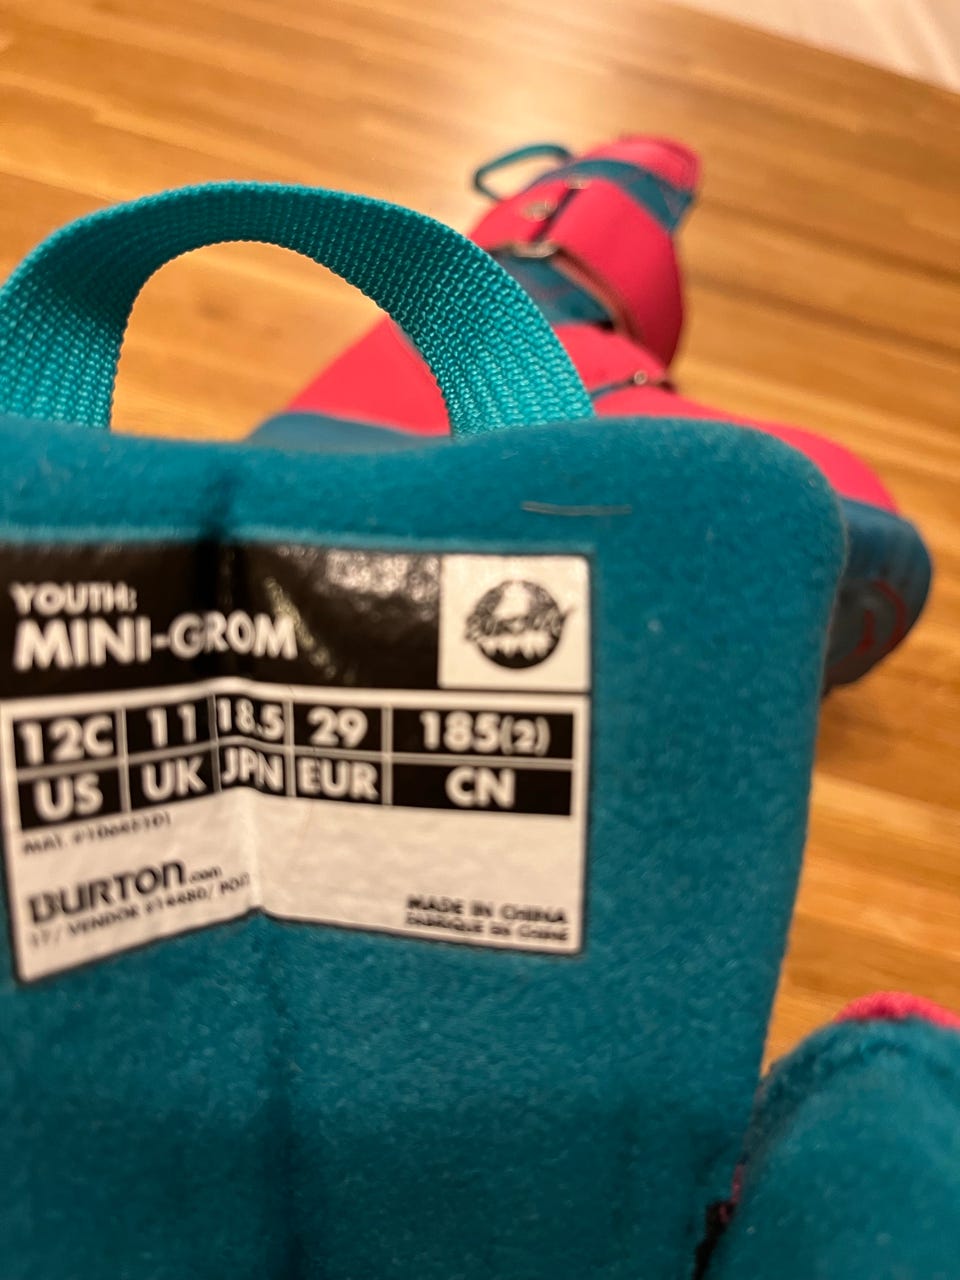 YOUTH:
MINI-GROM
BURTON
12C 11 18.5 29 185(2)
US UK JPN EUR CN
BURTON.com
MADE IN CHINA
FABRIQUE EN CHINE